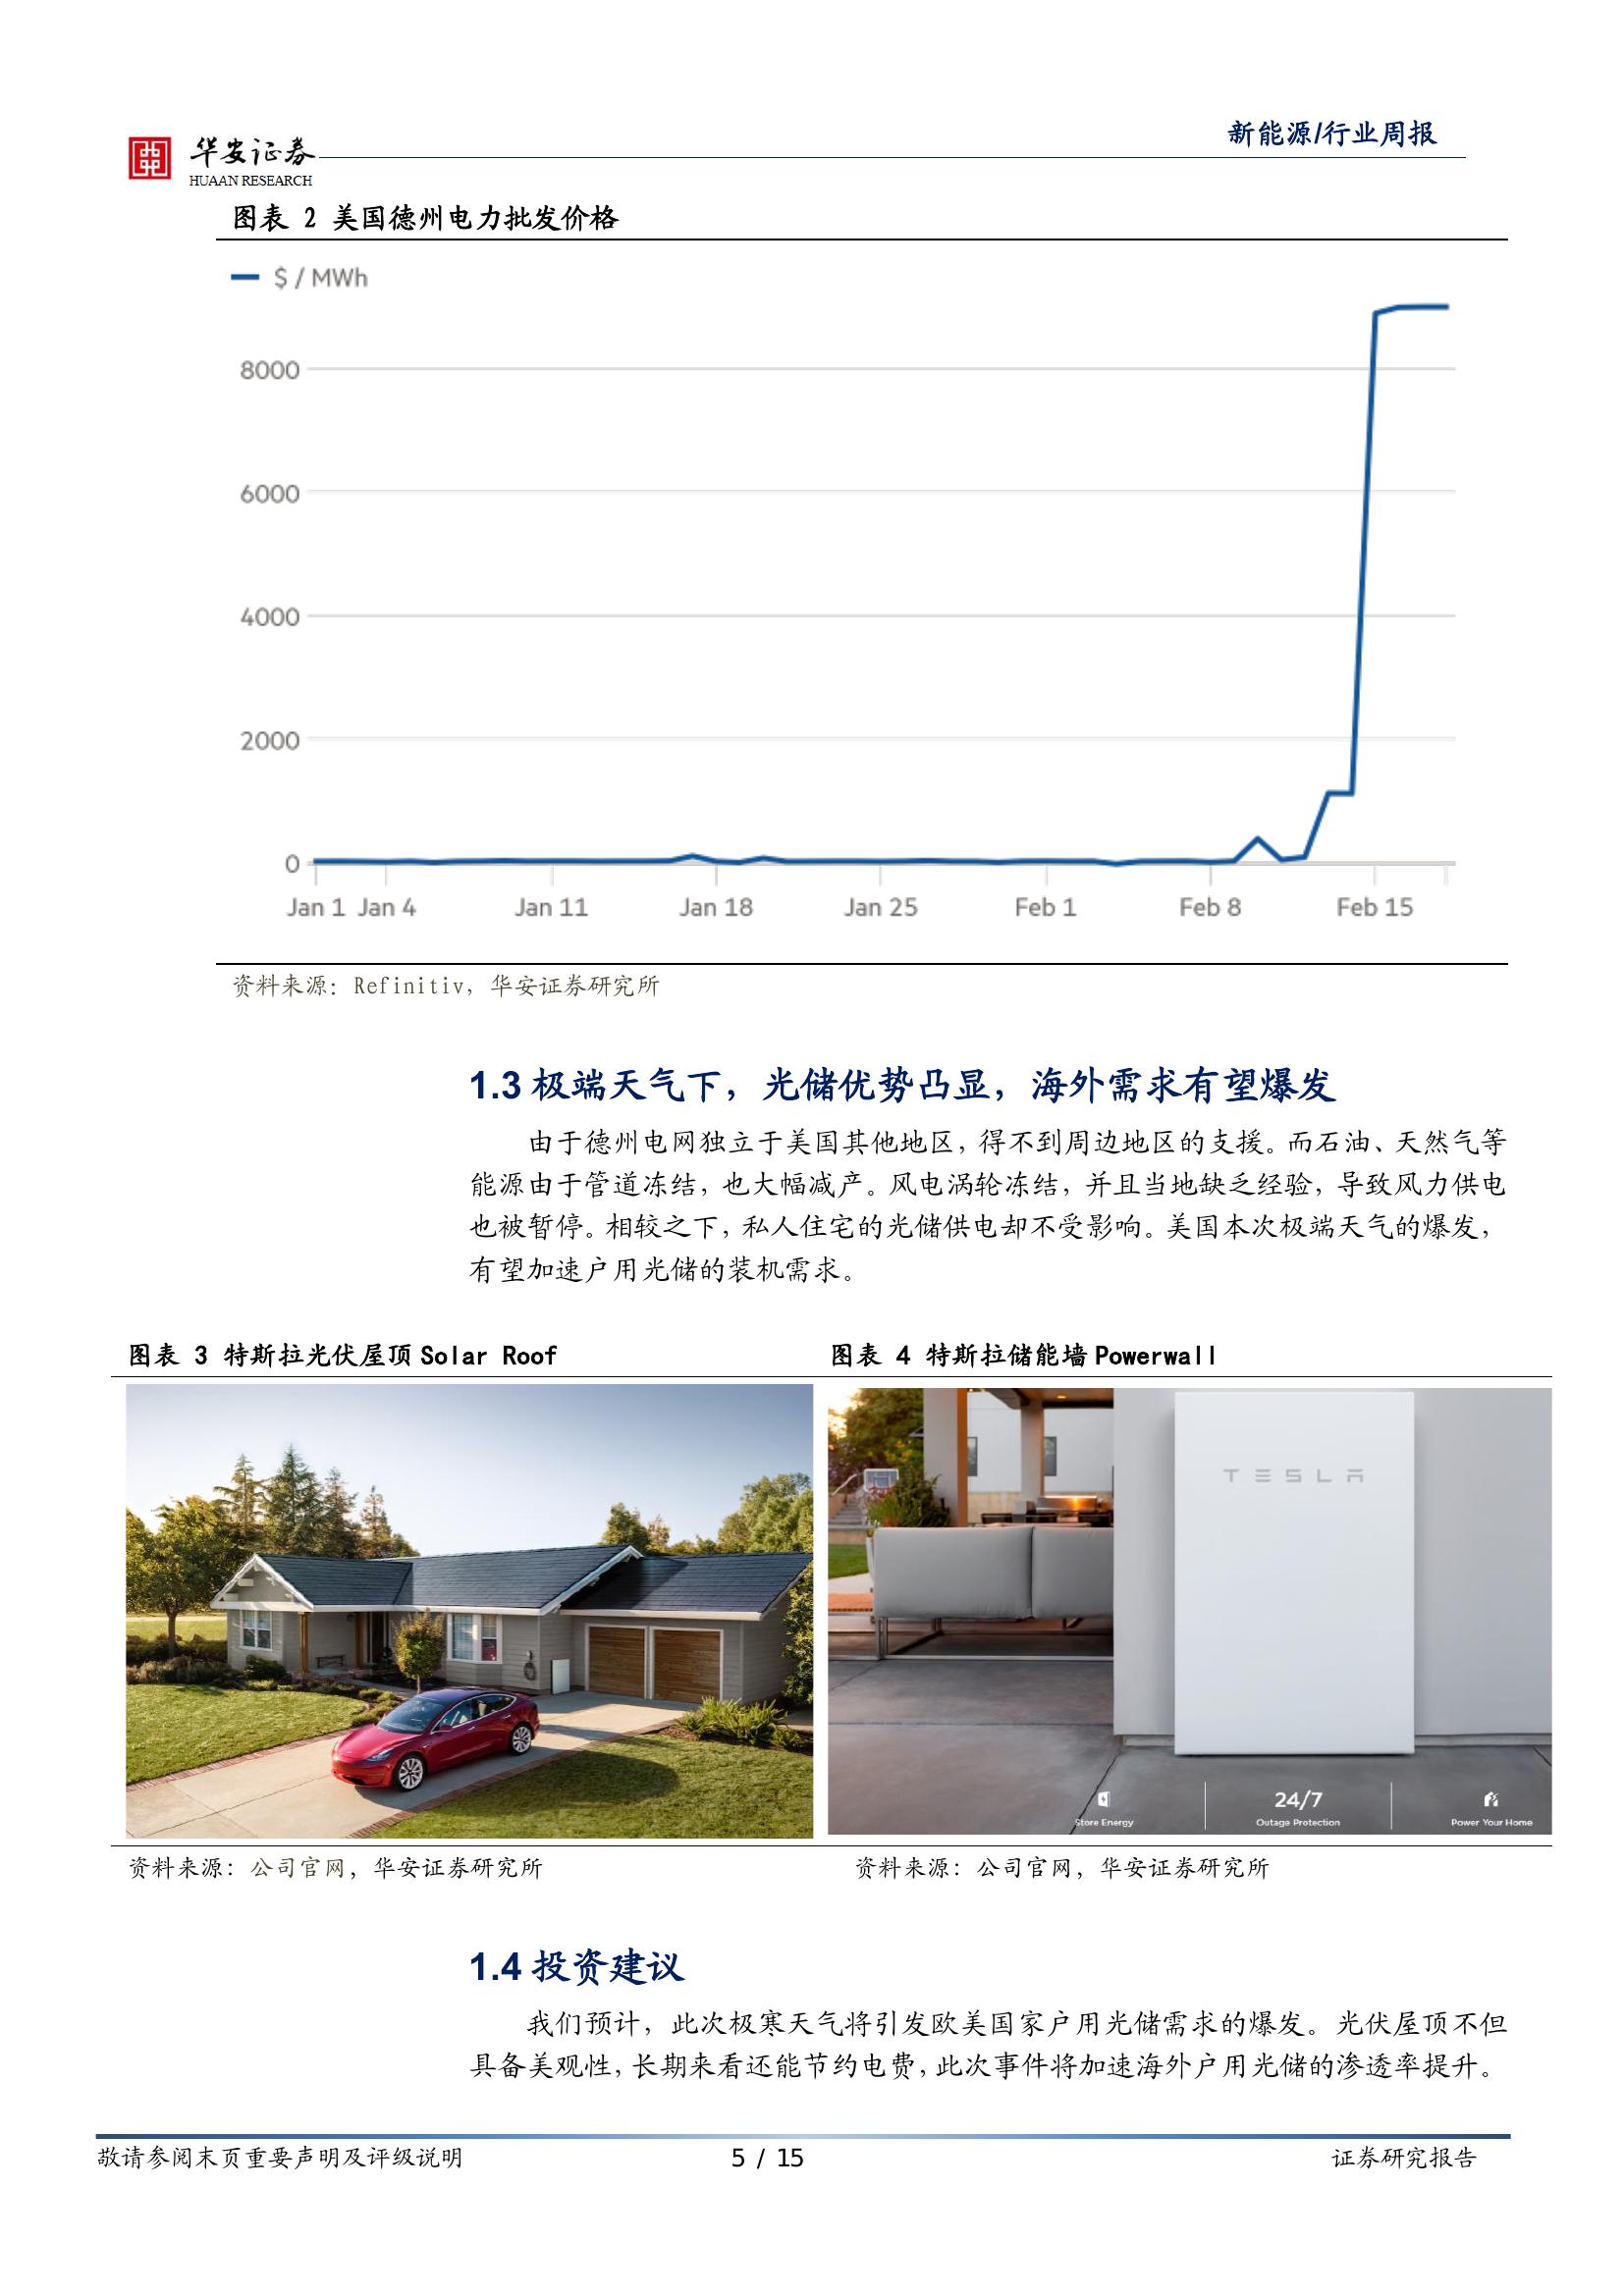 华安证券
HUAAN RESEARCH
新能源/行业周报
图表 2 美国德州电力批发价格
$ / MWh
8000
6000
4000
2000
0
Jan 1 Jan 4 Jan 11 Jan 18 Jan 25 Feb 1 Feb 8 Feb 15
资料来源：Refinitiv，华安证券研究所
1.3 极端天气下，光储优势凸显，海外需求有望爆发
由于德州电网独立于美国其他地区，得不到周边地区的支援。而石油、天然气等
能源由于管道冻结，也大幅减产。风电涡轮冻结，并且当地缺乏经验，导致风力供电
也被暂停。相较之下，私人住宅的光储供电却不受影响。美国本次极端天气的爆发，
有望加速户用光储的装机需求。
图表 3 特斯拉光伏屋顶 Solar Roof
图表 4 特斯拉储能墙 Powerwall
TESLA
24/7
Store Energy
Outage Protection
Power Your Home
资料来源：公司官网，华安证券研究所
资料来源：公司官网，华安证券研究所
1.4 投资建议
我们预计，此次极寒天气将引发欧美国家户用光储需求的爆发。光伏屋顶不但
具备美观性，长期来看还能节约电费，此次事件将加速海外户用光储的渗透率提升。
敬请参阅末页重要声明及评级说明
5 / 15
证券研究报告